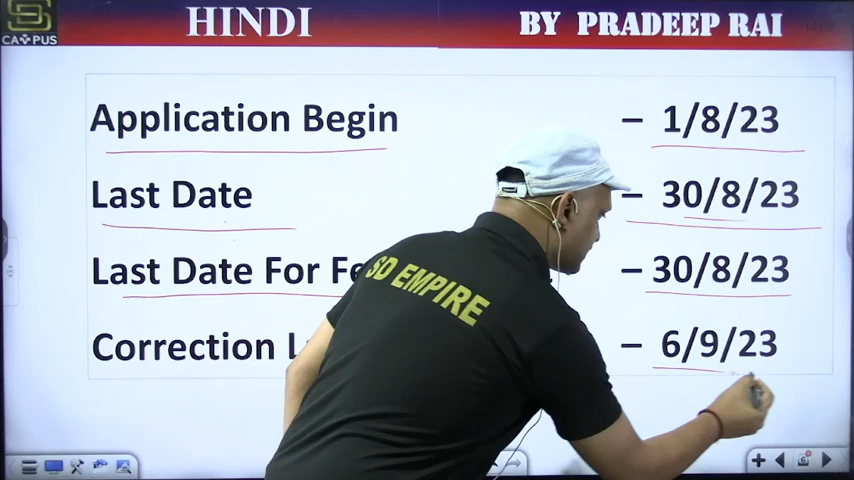 SD
CAMPUS
HINDI
BY PRADEEP RAI
Application Begin – 1/8/23
Last Date – 30/8/23
Last Date For – 30/8/23
Correction – 6/9/23
SD EMPIRE